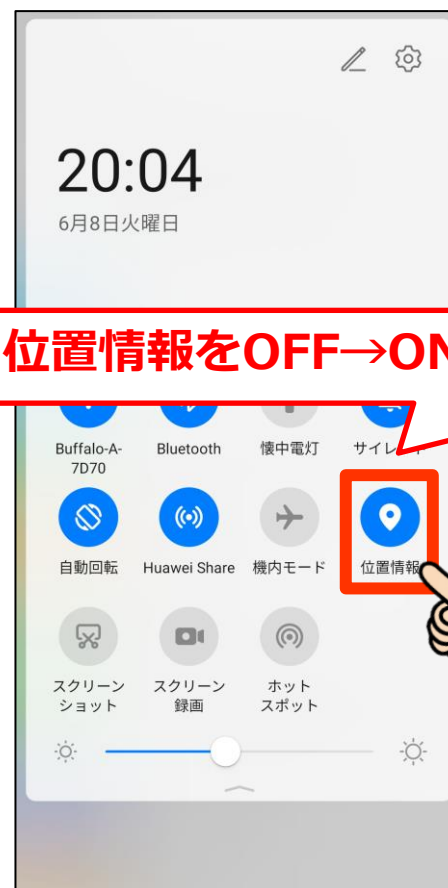 20:04
6月8日火曜日
位置情報をOFF→ON
Buffalo-A-
7D70
Bluetooth
懐中電灯
自動回転
Huawei Share
機内モード
位置情報
スクリーン
ショット
スクリーン
録画
ホット
スポット